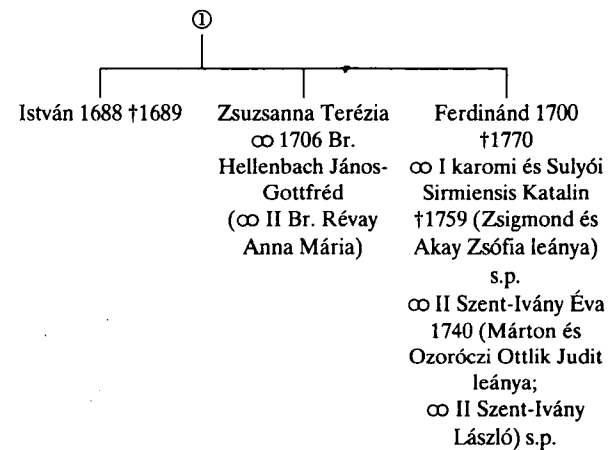 ①
István 1688 †1689
Zsuzsanna Terézia
ꝏ 1706 Br.
Hellenbach János-
Gottfréd
(ꝏ II Br. Révay
Anna Mária)
Ferdinánd 1700
†1770
ꝏ I karomi és Sulyói
Sirmiensis Katalin
†1759 (Zsigmond és
Akay Zsófia leánya)
s.p.
ꝏ II Szent-Ivány Éva
1740 (Márton és
Ozoróczi Ottlik Judit
leánya;
ꝏ II Szent-Ivány
László) s.p.